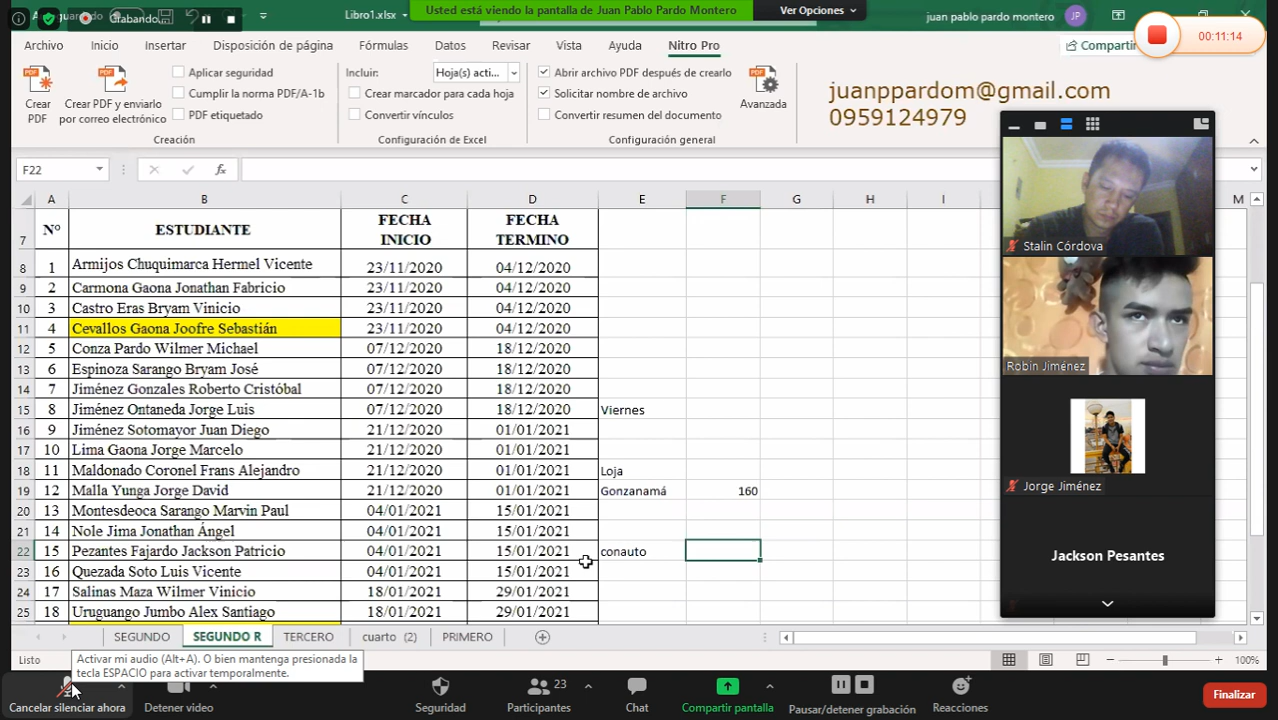 Grabando...
Libro1.xlsx
Usted está viendo la pantalla de Juan Pablo Pardo Montero
Ver Opciones
juan pablo pardo montero
JP
00:11:14
Archivo Inicio Insertar Disposición de página Fórmulas Datos Revisar Vista Ayuda Nitro Pro
Crear PDF
Crear PDF y enviarlo por correo electrónico
Aplicar seguridad
Cumplir la norma PDF/A-1b
PDF etiquetado
Creación
Incluir: Hoja(s) acti...
Crear marcador para cada hoja
Convertir vínculos
Configuración de Excel
Abrir archivo PDF después de crearlo
Solicitar nombre de archivo
Convertir resumen del documento
Configuración general
Avanzada
juanppardom@gmail.com
0959124979
F22
fx
A B C D E F G H I M
7 N° ESTUDIANTE FECHA INICIO FECHA TERMINO
8 1 Armijos Chuquimarca Hermel Vicente 23/11/2020 04/12/2020
9 2 Carmona Gaona Jonathan Fabricio 23/11/2020 04/12/2020
10 3 Castro Eras Bryam Vinicio 23/11/2020 04/12/2020
11 4 Cevallos Gaona Joofre Sebastián 23/11/2020 04/12/2020
12 5 Conza Pardo Wilmer Michael 07/12/2020 18/12/2020
13 6 Espinoza Sarango Bryam José 07/12/2020 18/12/2020
14 7 Jiménez Gonzales Roberto Cristóbal 07/12/2020 18/12/2020
15 8 Jiménez Ontaneda Jorge Luis 07/12/2020 18/12/2020 Viernes
16 9 Jiménez Sotomayor Juan Diego 21/12/2020 01/01/2021
17 10 Lima Gaona Jorge Marcelo 21/12/2020 01/01/2021
18 11 Maldonado Coronel Frans Alejandro 21/12/2020 01/01/2021 Loja
19 12 Malla Yunga Jorge David 21/12/2020 01/01/2021 Gonzanamá 160
20 13 Montesdeoca Sarango Marvin Paul 04/01/2021 15/01/2021
21 14 Nole Jima Jonathan Ángel 04/01/2021 15/01/2021
22 15 Pezantes Fajardo Jackson Patricio 04/01/2021 15/01/2021 conauto
23 16 Quezada Soto Luis Vicente 04/01/2021 15/01/2021
24 17 Salinas Maza Wilmer Vinicio 18/01/2021 29/01/2021
25 18 Uruguango Jumbo Alex Santiago 18/01/2021 29/01/2021
Stalin Córdova
Robin Jiménez
Jorge Jiménez
Jackson Pesantes
SEGUNDO SEGUNDO R TERCERO cuarto (2) PRIMERO
Listo
100%
Activar mi audio (Alt+A). O bien mantenga presionada la
tecla ESPACIO para activar temporalmente.
Cancelar silenciar ahora
Detener video
Seguridad
23
Participantes
Chat
Compartir pantalla
Pausar/detener grabación
Reacciones
Finalizar